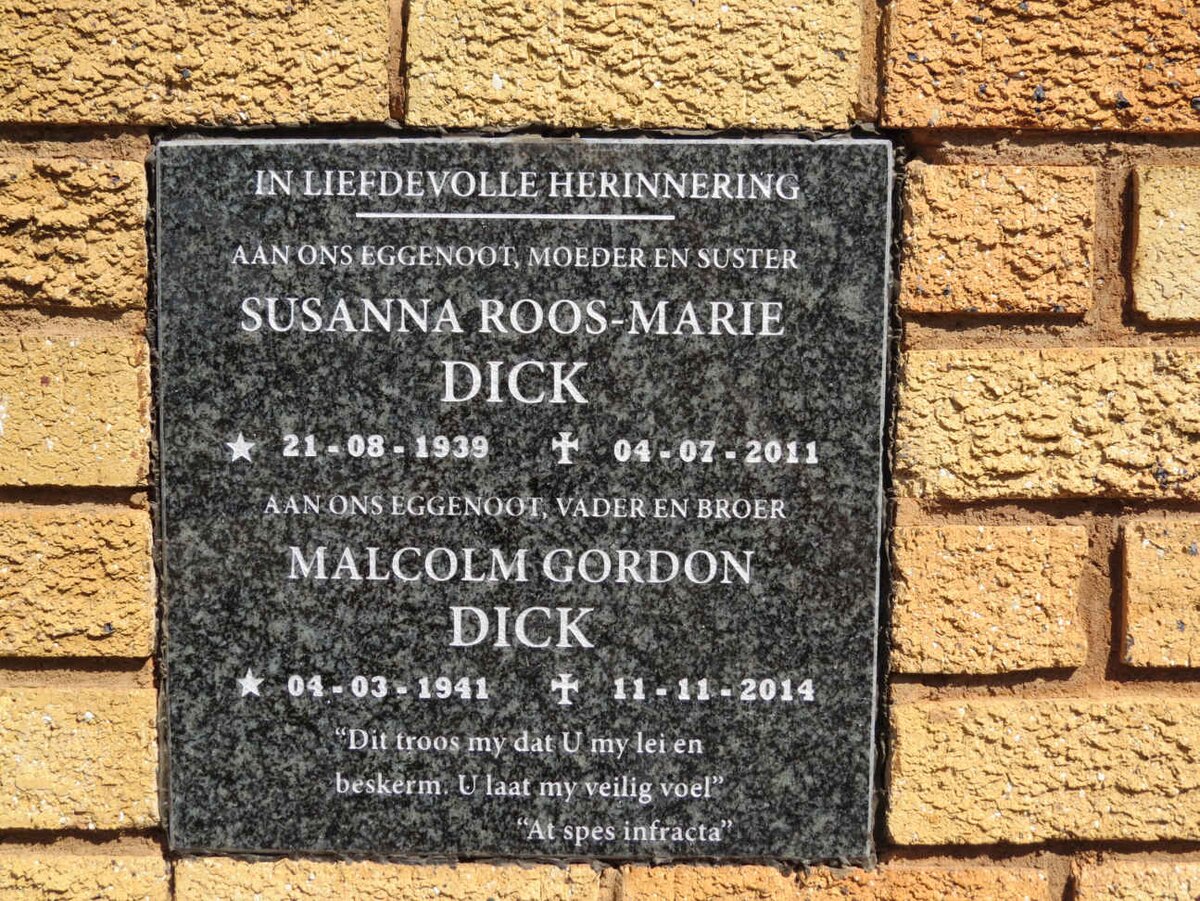 IN LIEFDEVOLLE HERINNERING
AAN ONS EGGENOOT, MOEDER EN SUSTER
SUSANNA ROOS-MARIE
DICK
★ 21-08-1939 ✠ 04-07-2011
AAN ONS EGGENOOT, VADER EN BROER
MALCOLM GORDON
DICK
★ 04-03-1941 ✠ 11-11-2014
“Dit troos my dat U my lei en
beskerm. U laat my veilig voel”
“At spes infracta”